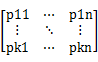 p11 ⋯ p1n
⋮ ⋱ ⋮
pk1 ⋯ pkn